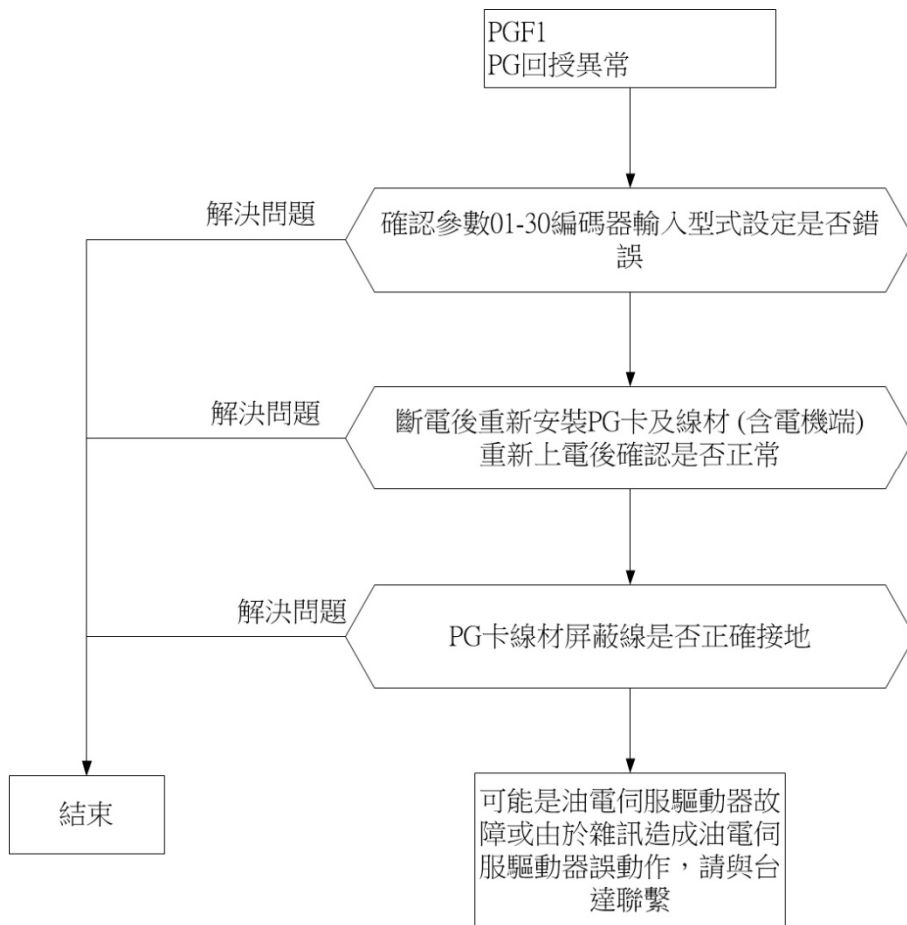 PGF1
PG回授異常
解決問題
確認參數01-30編碼器輸入型式設定是否錯
誤
解決問題
斷電後重新安裝PG卡及線材 (含電機端)
重新上電後確認是否正常
解決問題
PG卡線材屏蔽線是否正確接地
結束
可能是油電伺服驅動器故
障或由於雜訊造成油電伺
服驅動器誤動作，請與台
達聯繫